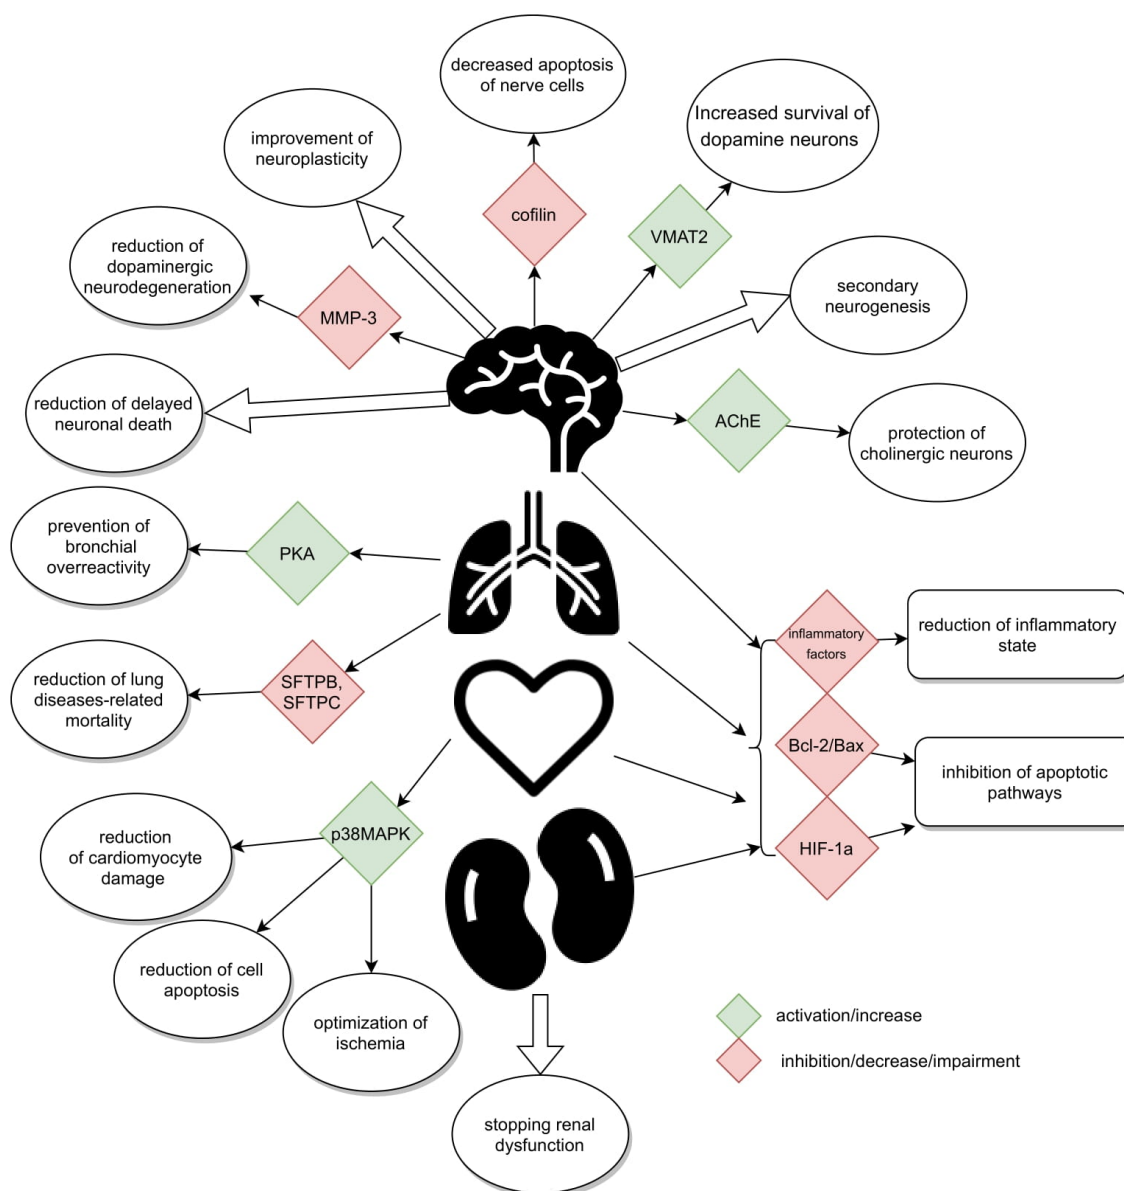 decreased apoptosis
of nerve cells
Increased survival of
dopamine neurons
improvement of
neuroplasticity
cofilin
VMAT2
reduction of
dopaminergic
neurodegeneration
MMP-3
secondary
neurogenesis
reduction of delayed
neuronal death
AChE
protection of
cholinergic neurons
prevention of
bronchial
overreactivity
PKA
inflammatory
factors
reduction of inflammatory
state
reduction of lung
diseases-related
mortality
SFTPB,
SFTPC
Bcl-2/Bax
inhibition of apoptotic
pathways
HIF-1a
p38MAPK
reduction
of cardiomyocyte
damage
reduction of cell
apoptosis
optimization of
ischemia
activation/increase
inhibition/decrease/impairment
stopping renal
dysfunction